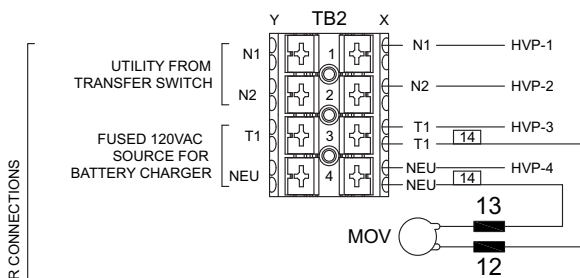 Y TB2 X
N1 1 N1 HVP-1
UTILITY FROM
TRANSFER SWITCH
N2 2 N2 HVP-2
FUSED 120VAC
SOURCE FOR
BATTERY CHARGER
T1 3 T1 HVP-3
T1 14
NEU 4 NEU HVP-4
NEU 14
13
MOV
12
R CONNECTIONS